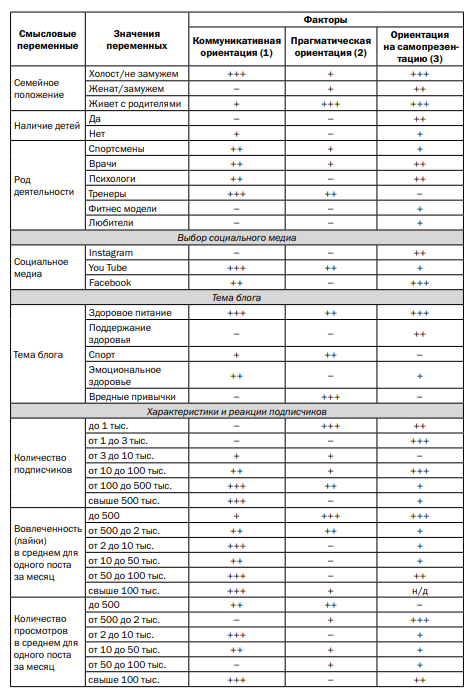 Смысловые переменные | Значения переменных | Факторы
Коммуникативная ориентация (1) | Прагматическая ориентация (2) | Ориентация на самопрезентацию (3)
Семейное положение | Холост/не замужем | +++ | + | +++
Женат/замужем | – | + | ++
Живет с родителями | + | +++ | +++
Наличие детей | Да | – | – | ++
Нет | + | – | +
Род деятельности | Спортсмены | ++ | + | +
Врачи | ++ | + | ++
Психологи | ++ | – | ++
Тренеры | +++ | ++ | –
Фитнес модели | – | – | +
Любители | – | – | +
Выбор социального медиа
Социальное медиа | Instagram | – | – | ++
You Tube | +++ | ++ | +
Facebook | ++ | – | +++
Тема блога
Тема блога | Здоровое питание | +++ | ++ | +++
Поддержание здоровья | – | – | ++
Спорт | + | ++ | –
Эмоциональное здоровье | ++ | – | +
Вредные привычки | – | +++ | –
Характеристики и реакции подписчиков
Количество подписчиков | до 1 тыс. | – | +++ | ++
от 1 до 3 тыс. | – | – | +++
от 3 до 10 тыс. | + | + | –
от 10 до 100 тыс. | ++ | + | +++
от 100 до 500 тыс. | +++ | ++ | +
свыше 500 тыс. | +++ | – | +
Вовлеченность (лайки) в среднем для одного поста за месяц | до 500 | + | +++ | +++
от 500 до 2 тыс. | ++ | ++ | +
от 2 до 10 тыс. | +++ | – | +
от 10 до 50 тыс. | ++ | – | +
от 50 до 100 тыс. | +++ | – | ++
свыше 100 тыс. | +++ | + | н/д
Количество просмотров в среднем для одного поста за месяц | до 500 | ++ | ++ | –
от 500 до 2 тыс. | – | + | +++
от 2 до 10 тыс. | +++ | – | +
от 10 до 50 тыс. | ++ | + | +
от 50 до 100 тыс. | – | + | +
свыше 100 тыс. | +++ | – | ++